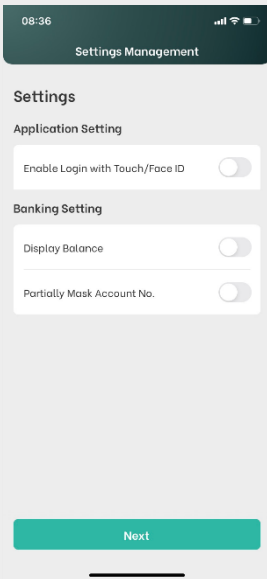 08:36
Settings Management
Settings
Application Setting
Enable Login with Touch/Face ID
Banking Setting
Display Balance
Partially Mask Account No.
Next